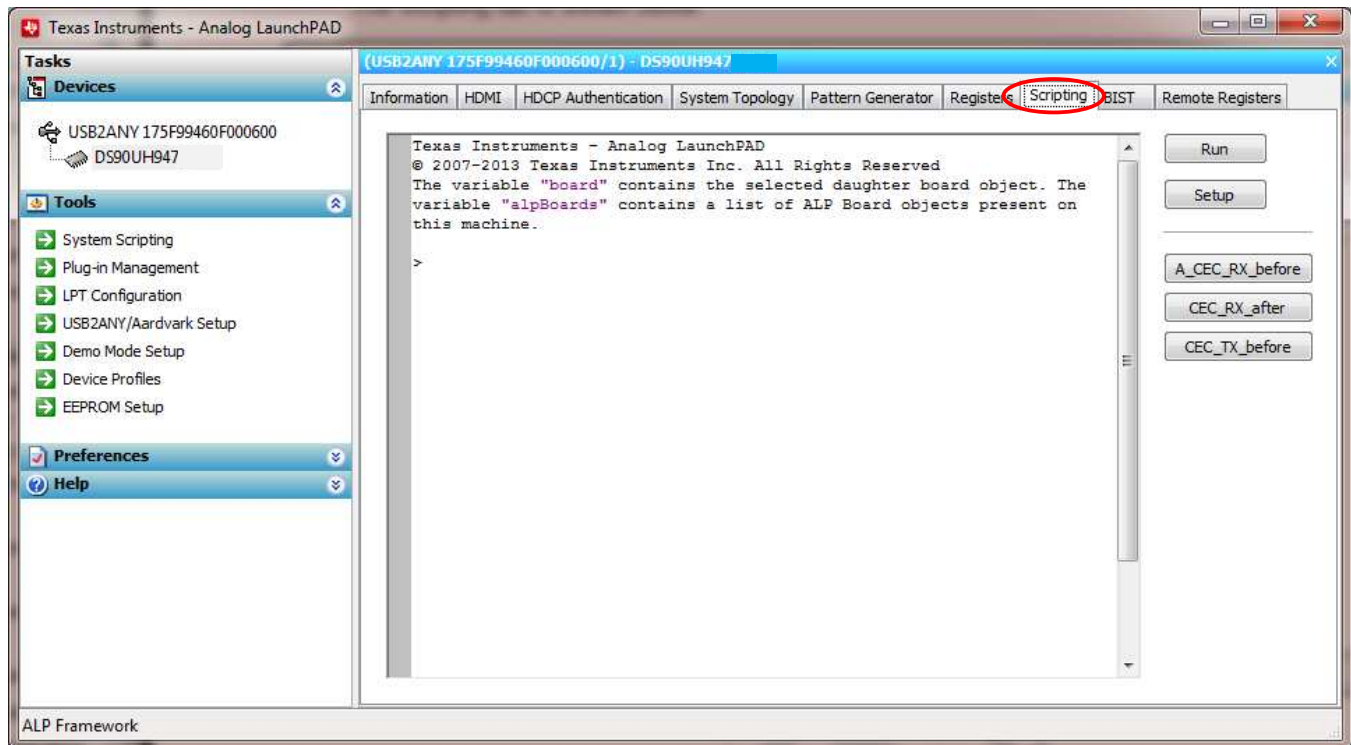 Texas Instruments - Analog LaunchPAD
Tasks
Devices
USB2ANY 175F99460F000600
DS90UH947
Tools
System Scripting
Plug-in Management
LPT Configuration
USB2ANY/Aardvark Setup
Demo Mode Setup
Device Profiles
EEPROM Setup
Preferences
Help
(USB2ANY 175F99460F000600/1) - DS90UH947
Information HDMI HDCP Authentication System Topology Pattern Generator Registers Scripting BIST Remote Registers
Texas Instruments - Analog LaunchPAD
© 2007-2013 Texas Instruments Inc. All Rights Reserved
The variable "board" contains the selected daughter board object. The
variable "alpBoards" contains a list of ALP Board objects present on
this machine.
>
Run
Setup
A_CEC_RX_before
CEC_RX_after
CEC_TX_before
ALP Framework